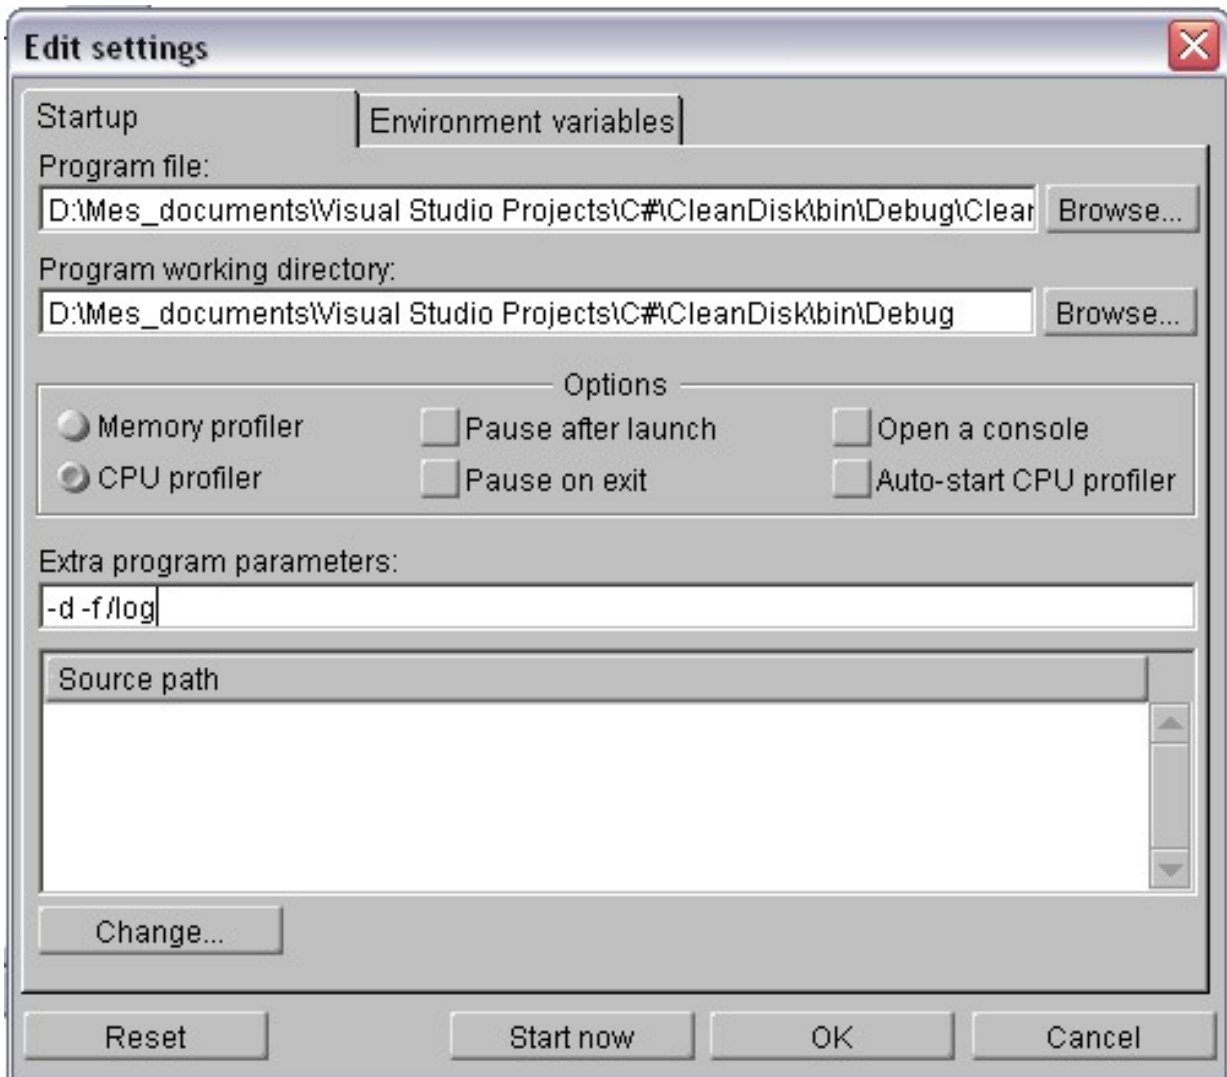 Edit settings
Startup
Environment variables
Program file:
D:\Mes_documents\Visual Studio Projects\C#\CleanDisk\bin\Debug\Clear Browse...
Program working directory:
D:\Mes_documents\Visual Studio Projects\C#\CleanDisk\bin\Debug Browse...
Options
Memory profiler Pause after launch Open a console
CPU profiler Pause on exit Auto-start CPU profiler
Extra program parameters:
-d -f /log
Source path
Change...
Reset Start now OK Cancel